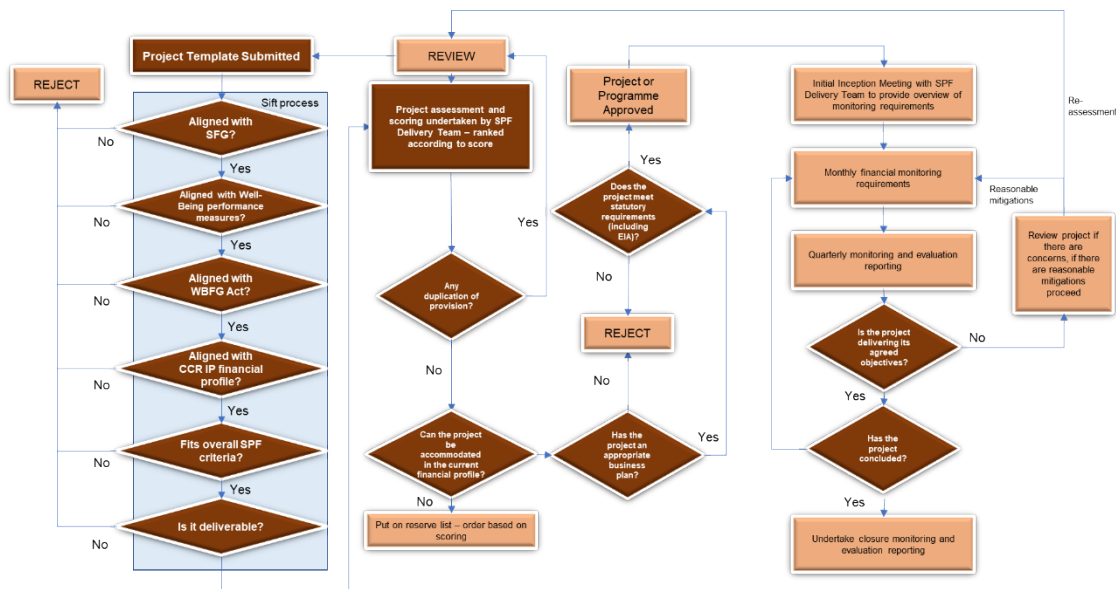 Project Template Submitted
REJECT
Sift process
Aligned with
SFG?
No
Yes
Aligned with Well-
Being performance
measures?
No
Yes
Aligned with
WBFG Act?
No
Yes
Aligned with
CCR IP financial
profile?
No
Yes
Fits overall SPF
criteria?
No
Yes
Is it deliverable?
No
REVIEW
Project assessment and
scoring undertaken by SPF
Delivery Team – ranked
according to score
Yes
Any
duplication of
provision?
No
Can the project
be
accommodated
in the current
financial profile?
No
Put on reserve list – order based on
scoring
Project or
Programme
Approved
Yes
Does the
project meet
statutory
requirements
(including
EIA)?
No
REJECT
No
Has the
project an
appropriate
business
plan?
Yes
Initial Inception Meeting with SPF
Delivery Team to provide overview of
monitoring requirements
Re-
assessment
Monthly financial monitoring
requirements
Reasonable
mitigations
Quarterly monitoring and evaluation
reporting
Review project if
there are
concerns, if there
are reasonable
mitigations
proceed
Is the project
delivering its
agreed
objectives?
No
Yes
Has the
project
concluded?
Yes
Undertake closure monitoring and
evaluation reporting